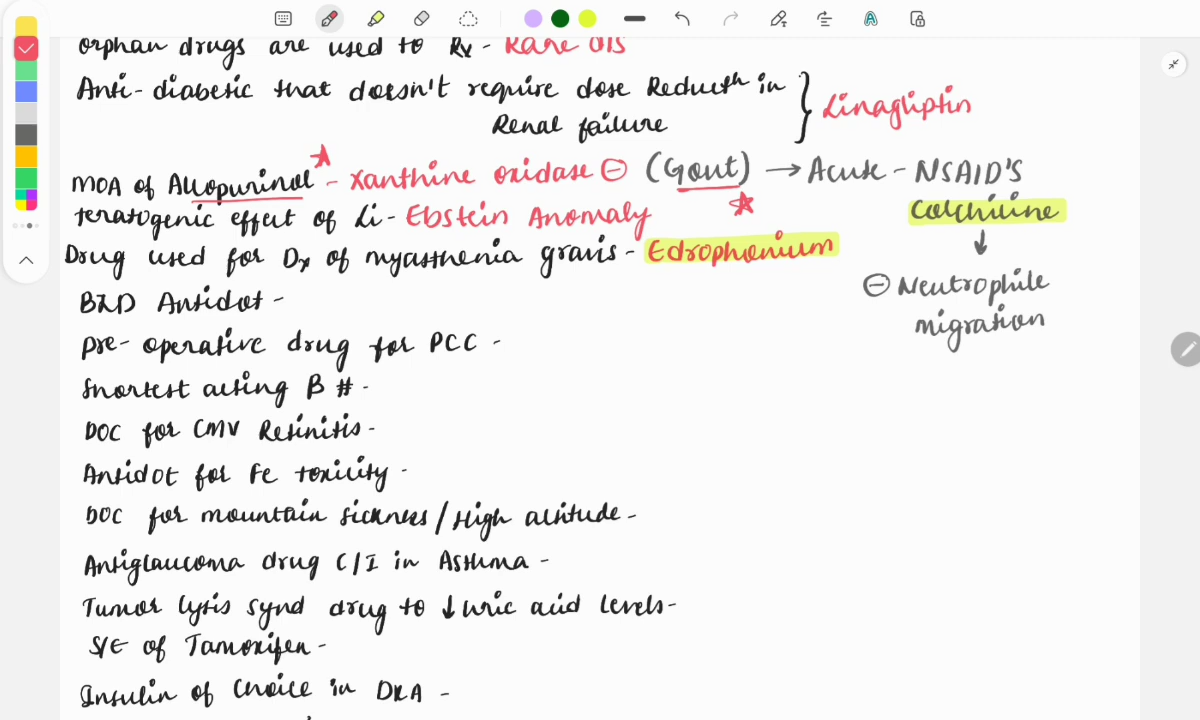 orphan drugs are used to Rx - Rare dis
Anti-diabetic that doesn't require dose Reductn in
Renal failure } Linagliptin
MOA of Allopurinol - Xanthine oxidase ⊖ (Gout) → Acute - NSAID'S
Colchicine
↓
⊖ Neutrophile
migration
teratogenic effect of Li - Ebstein Anomaly
Drug used for Dx of myasthenia gravis - Edrophonium
BZD Antidot -
Pre-operative drug for PCC -
Shortest acting β # -
DOC for CMV Retinitis -
Antidot for Fe toxicity -
DOC for mountain sickness / High altitude -
Antiglaucoma drug C/I in Asthma -
Tumor lysis synd drug to ↓ uric acid levels -
S/E of Tamoxifen -
Insulin of choice in DKA -